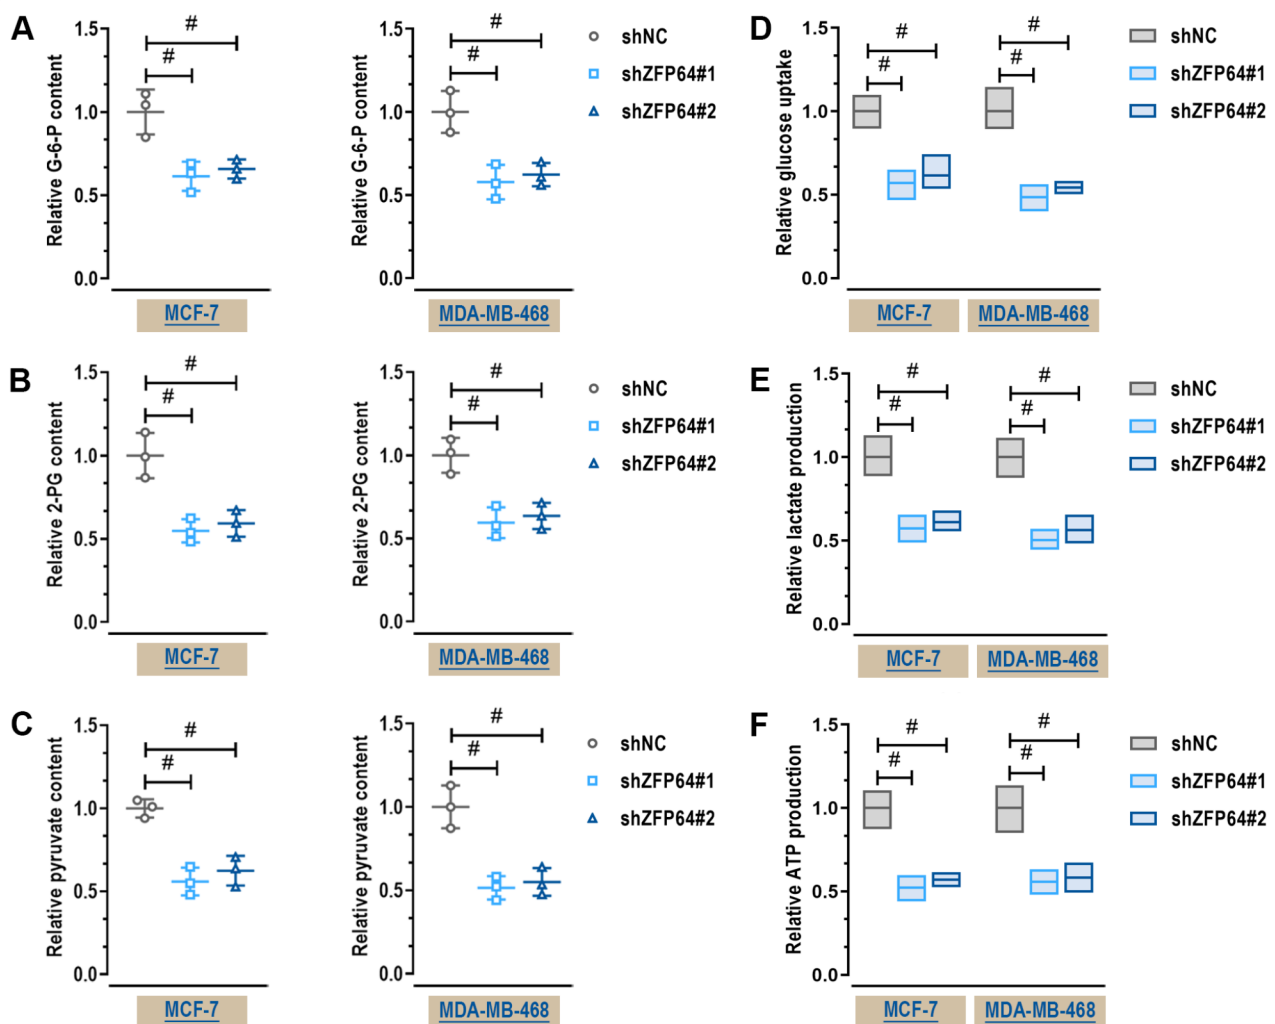 A
Relative G-6-P content
1.5
1.0
0.5
0.0
#
#
MCF-7
Relative G-6-P content
1.5
1.0
0.5
0.0
#
#
MDA-MB-468
shNC
shZFP64#1
shZFP64#2
D
Relative glucose uptake
1.5
1.0
0.5
0.0
#
#
#
#
MCF-7
MDA-MB-468
shNC
shZFP64#1
shZFP64#2
B
Relative 2-PG content
1.5
1.0
0.5
0.0
#
#
MCF-7
Relative 2-PG content
1.5
1.0
0.5
0.0
#
#
MDA-MB-468
shNC
shZFP64#1
shZFP64#2
E
Relative lactate production
1.5
1.0
0.5
0.0
#
#
#
#
MCF-7
MDA-MB-468
shNC
shZFP64#1
shZFP64#2
C
Relative pyruvate content
1.5
1.0
0.5
0.0
#
#
MCF-7
Relative pyruvate content
1.5
1.0
0.5
0.0
#
#
MDA-MB-468
shNC
shZFP64#1
shZFP64#2
F
Relative ATP production
1.5
1.0
0.5
0.0
#
#
#
#
MCF-7
MDA-MB-468
shNC
shZFP64#1
shZFP64#2